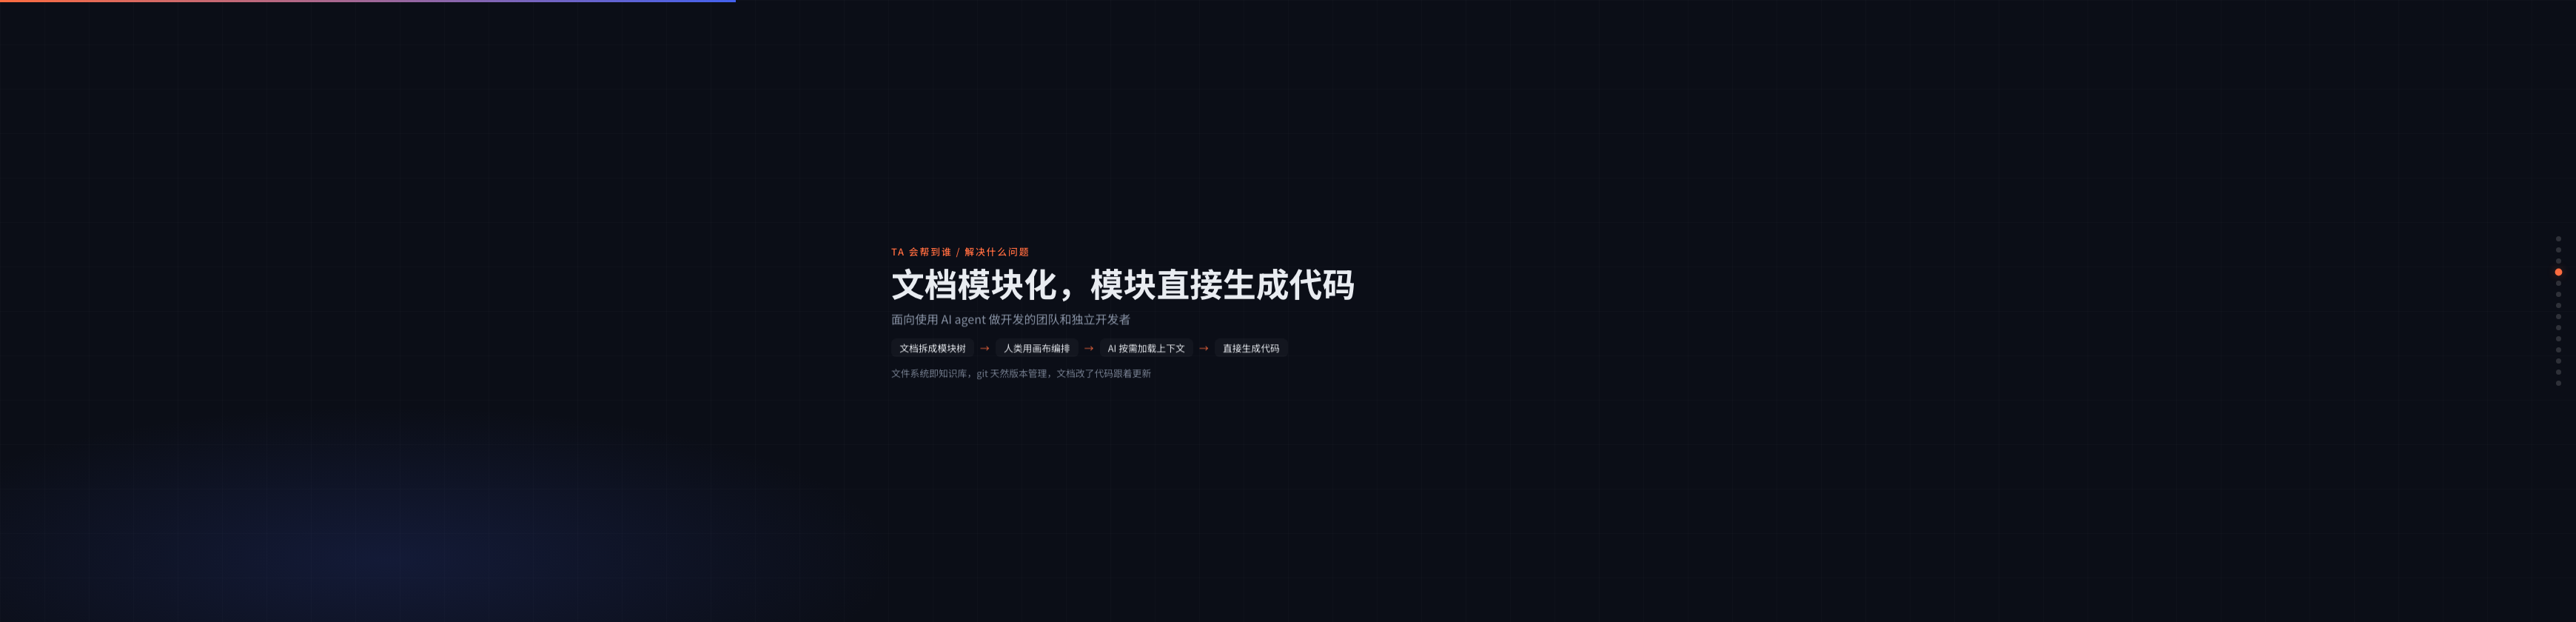 TA 会帮到谁 / 解决什么问题
文档模块化，模块直接生成代码
面向使用 AI agent 做开发的团队和独立开发者
文档拆成模块树 → 人类用画布编排 → AI 按需加载上下文 → 直接生成代码
文件系统即知识库，git 天然版本管理，文档改了代码跟着更新